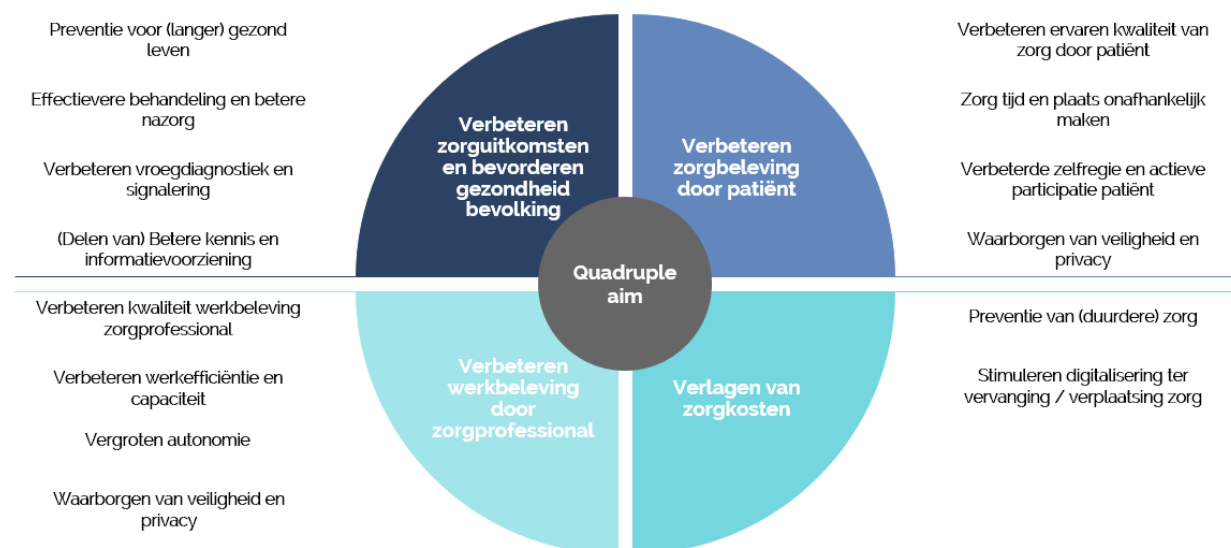 Preventie voor (langer) gezond
leven
Effectievere behandeling en betere
nazorg
Verbeteren vroegdiagnostiek en
signalering
(Delen van) Betere kennis en
informatievoorziening
Verbeteren
zorguitkomsten
en bevorderen
gezondheid
bevolking
Verbeteren
zorgbeleving
door patiënt
Verbeteren ervaren kwaliteit van
zorg door patiënt
Zorg tijd en plaats onafhankelijk
maken
Verbeterde zelfregie en actieve
participatie patiënt
Waarborgen van veiligheid en
privacy
Quadruple
aim
Verbeteren kwaliteit werkbeleving
zorgprofessional
Verbeteren werkefficiëntie en
capaciteit
Vergroten autonomie
Waarborgen van veiligheid en
privacy
Verbeteren
werkbeleving
door
zorgprofessional
Verlagen van
zorgkosten
Preventie van (duurdere) zorg
Stimuleren digitalisering ter
vervanging / verplaatsing zorg